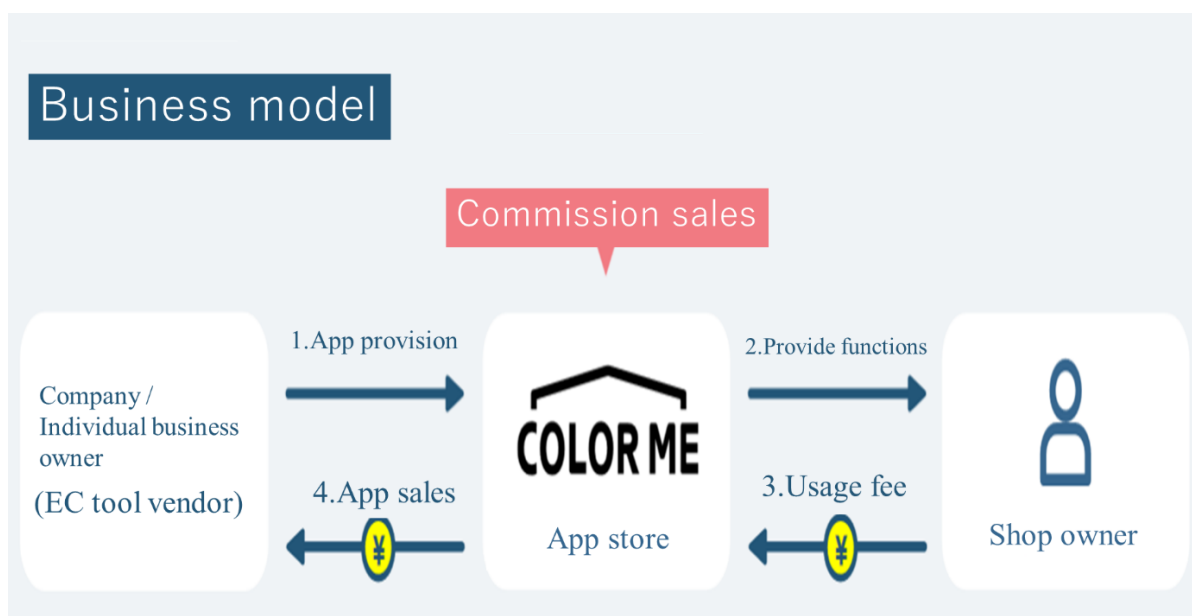 Business model
Commission sales
1.App provision
2.Provide functions
Company /
Individual business
owner
(EC tool vendor)
COLOR ME
4.App sales
3.Usage fee
¥
¥
App store
Shop owner